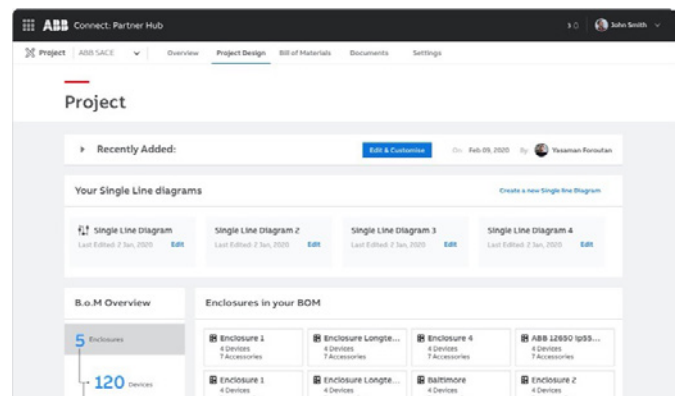 ABB Connect: Partner Hub
John Smith
Project ABB SACE Overview Project Design Bill of Materials Documents Settings
Project
Recently Added: Edit & Customise On Feb 09, 2020 By Yasaman Foroutan
Your Single Line diagrams Create a new Single line Diagram
Single Line Diagram Single Line Diagram 2 Single Line Diagram 3 Single Line Diagram 4
Last Edited: 2 Jan, 2020 Edit Last Edited: 2 Jan, 2020 Edit Last Edited: 2 Jan, 2020 Edit Last Edited: 2 Jan, 2020 Edit
B.o.M Overview Enclosures in your BOM
5 Enclosures
Enclosure 1 Enclosure Longte... Enclosure 4 ABB 12650 Ip55...
4 Devices 4 Devices 4 Devices 4 Devices
7 Accessories 7 Accessories 7 Accessories 7 Accessories
120 Devices
Enclosure 1 Enclosure Longte... Baltimore Enclosure 2
4 Devices 4 Devices 4 Devices 4 Devices